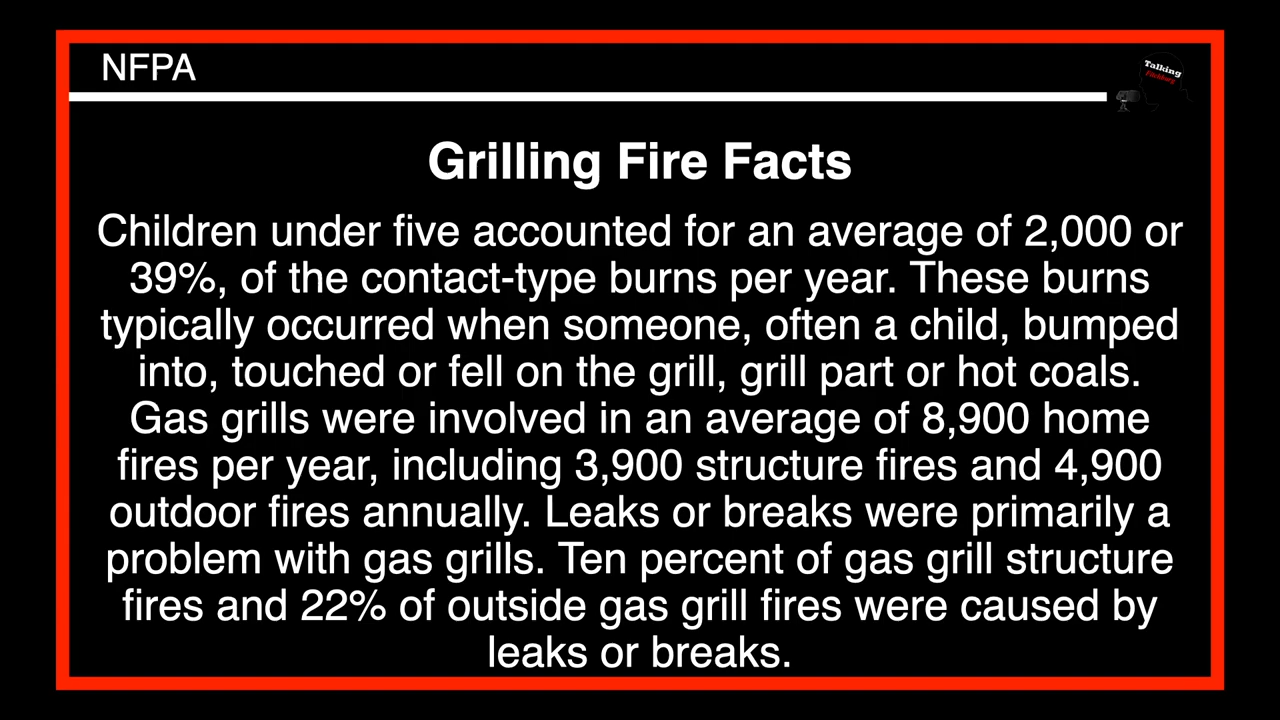 NFPA
Talking
Fitchburg
Grilling Fire Facts
Children under five accounted for an average of 2,000 or
39%, of the contact-type burns per year. These burns
typically occurred when someone, often a child, bumped
into, touched or fell on the grill, grill part or hot coals.
Gas grills were involved in an average of 8,900 home
fires per year, including 3,900 structure fires and 4,900
outdoor fires annually. Leaks or breaks were primarily a
problem with gas grills. Ten percent of gas grill structure
fires and 22% of outside gas grill fires were caused by
leaks or breaks.